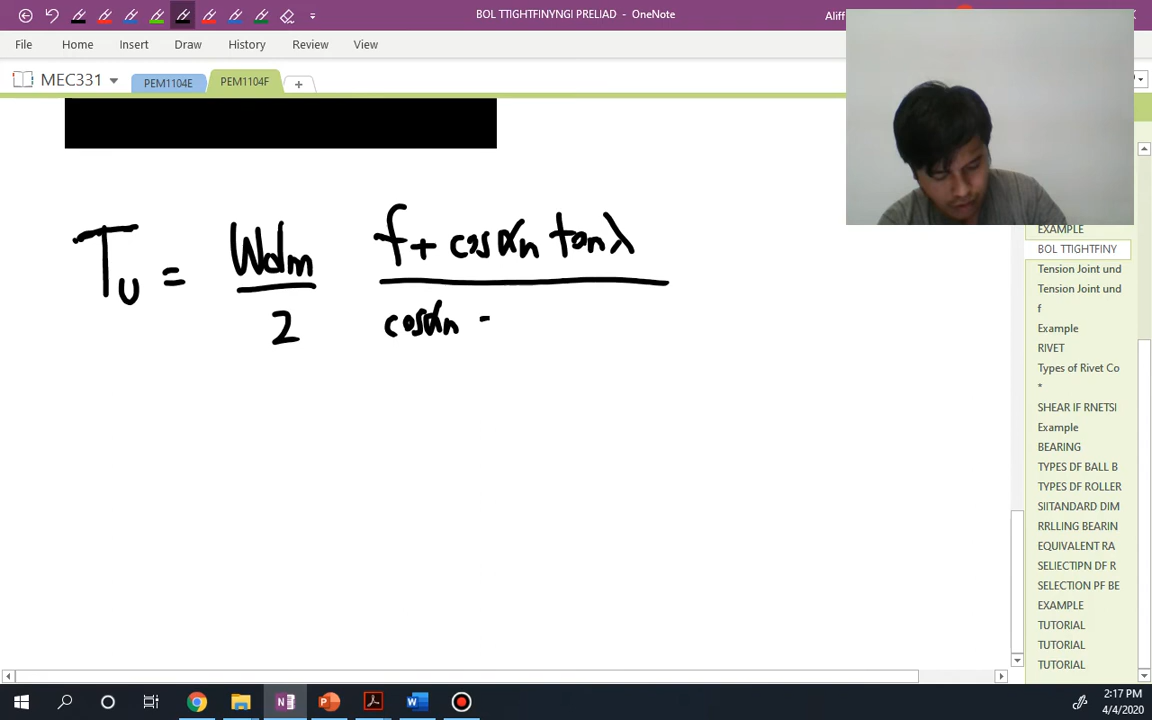 BOL TTIGHTFINYNGI PRELIAD - OneNote
Aliff
File Home Insert Draw History Review View
MEC331 PEM1104E PEM1104F
EXAMPLE
BOL TTIGHTFINY
Tension Joint und
Tension Joint und
f
Example
RIVET
Types of Rivet Co
*
SHEAR IF RNETSI
Example
BEARING
TYPES DF BALL B
TYPES DF ROLLER
SIITANDARD DIM
RRLLING BEARIN
EQUIVALENT RA
SELIECTIPN DF R
SELECTION PF BE
EXAMPLE
TUTORIAL
TUTORIAL
TUTORIAL
f + cosαn tanλ
TU = Wdm
2 cosαn -
2:17 PM
4/4/2020